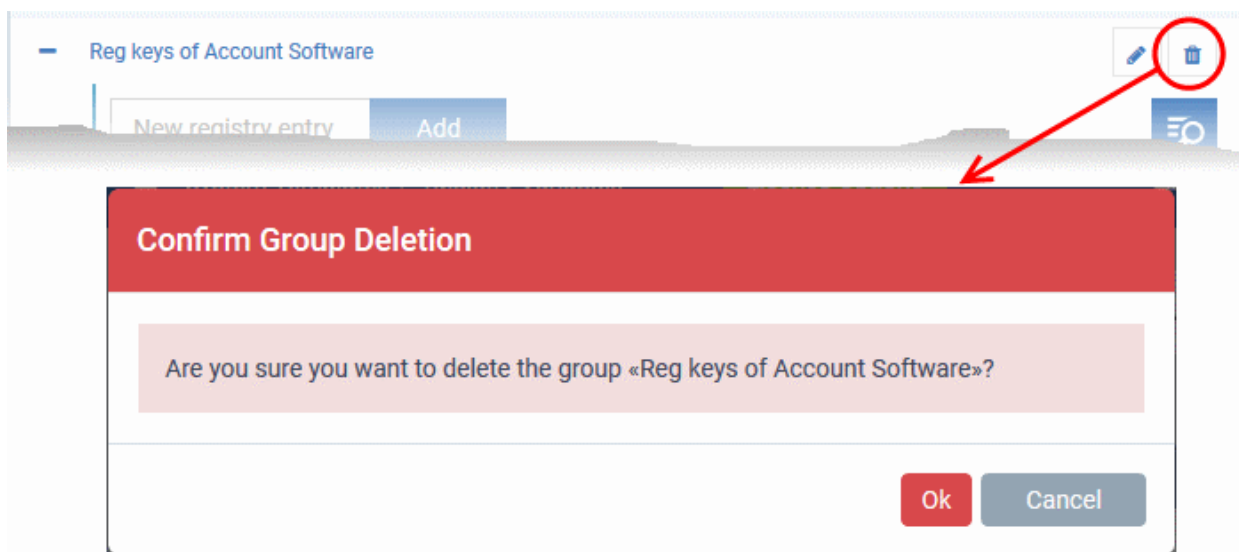 Reg keys of Account Software
New registry entry Add
Confirm Group Deletion
Are you sure you want to delete the group «Reg keys of Account Software»?
Ok Cancel